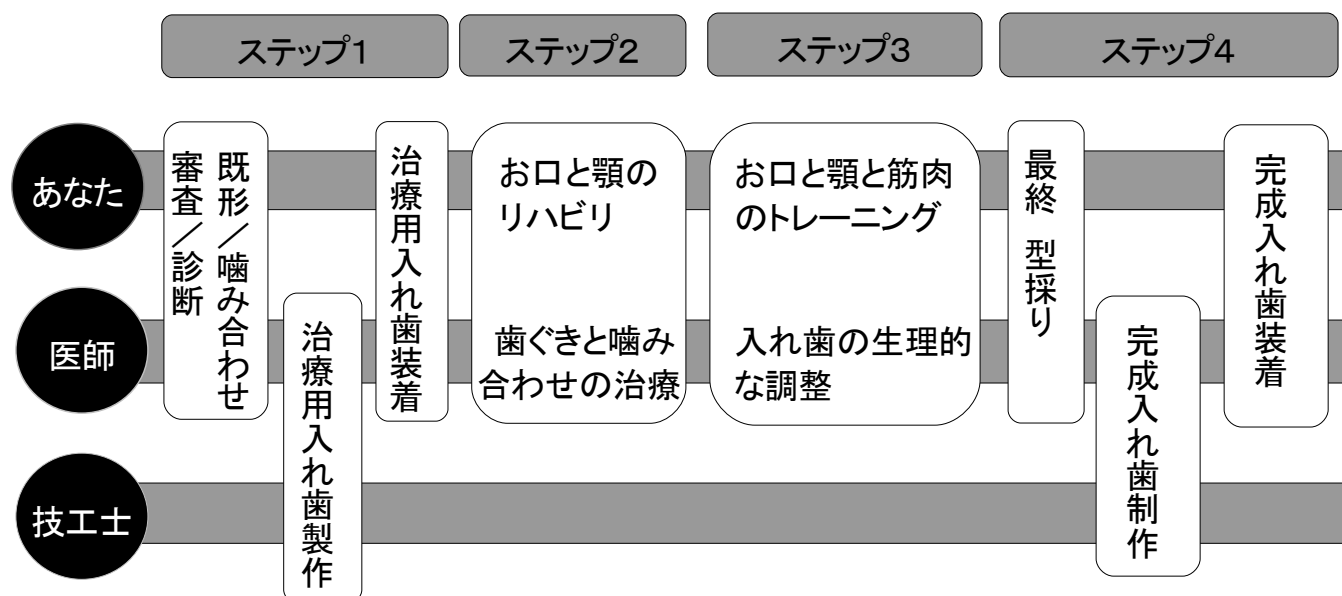 ステップ1
ステップ2
ステップ3
ステップ4
あなた
医師
技工士
既形／噛み合わせ
審査／診断
治療用入れ歯製作
治療用入れ歯装着
お口と顎の
リハビリ
歯ぐきと噛み
合わせの治療
お口と顎と筋肉
のトレーニング
入れ歯の生理的
な調整
最終 型採り
完成入れ歯制作
完成入れ歯装着